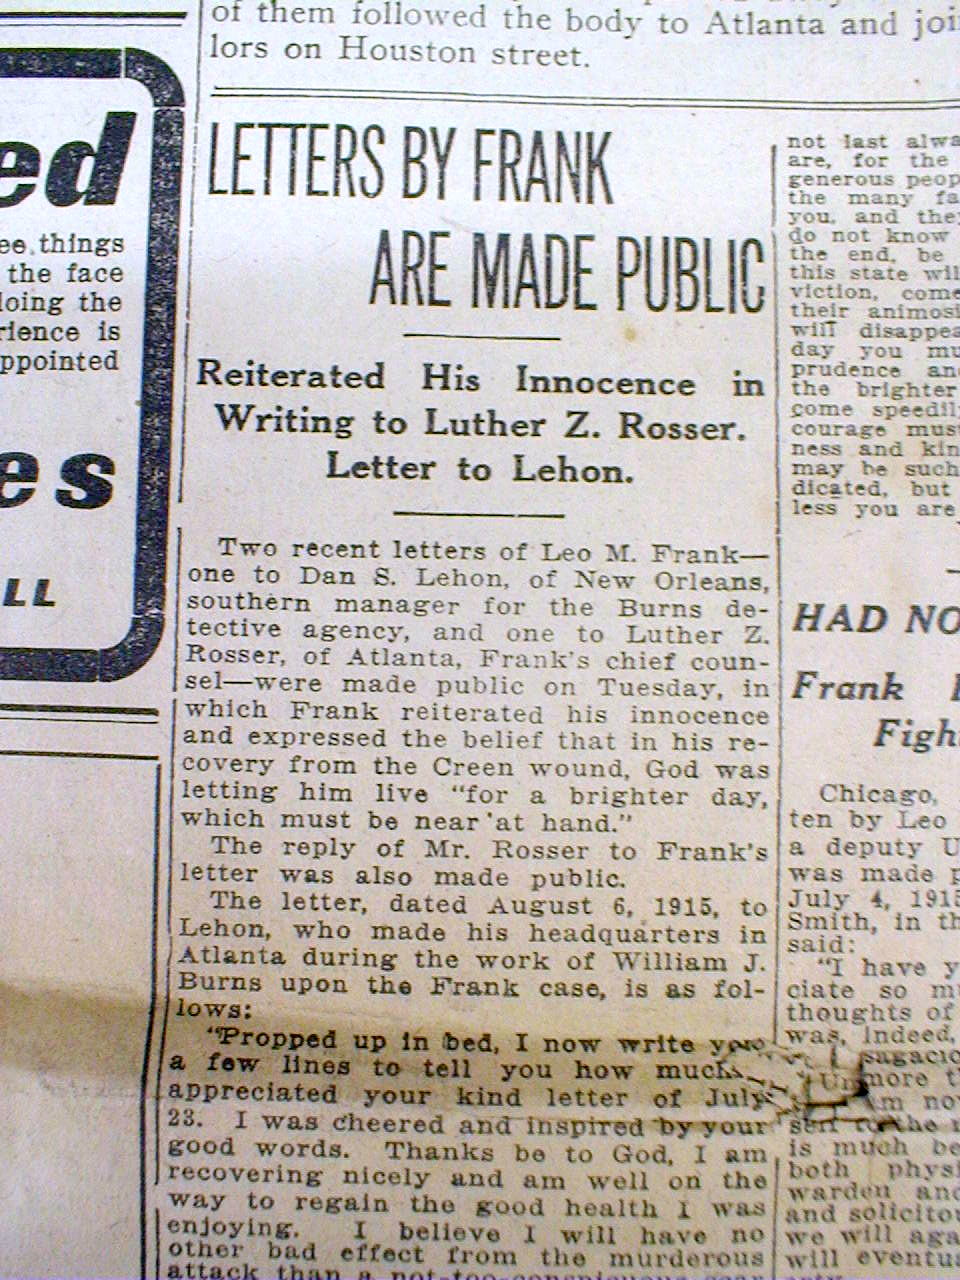 of them followed the body to Atlanta and
lors on Houston street.
ed
things
the face
the
is
es
LL
LETTERS BY FRANK
ARE MADE PUBLIC
Reiterated His Innocence in
Writing to Luther Z. Rosser.
Letter to Lehon.
Two recent letters of Leo M. Frank—
one to Dan S. Lehon, of New Orleans,
southern manager for the Burns de-
tective agency, and one to Luther Z.
Rosser, of Atlanta, Frank's chief coun-
sel—were made public on Tuesday, in
which Frank reiterated his innocence
and expressed the belief that in his re-
covery from the Creen wound, God was
letting him live "for a brighter day,
which must be near at hand."
The reply of Mr. Rosser to Frank's
letter was also made public.
The letter, dated August 6, 1915, to
Lehon, who made his headquarters in
Atlanta during the work of William J.
Burns upon the Frank case, is as fol-
lows:
"Propped up in bed, I now write
a few lines to tell you how much
appreciated your kind letter of July
23. I was cheered and inspired by your
good words. Thanks be to God, I am
recovering nicely and am well on the
way to regain the good health I was
enjoying. I believe I will have no
other bad effect from the murderous
attack than a not-too-conspicuous
not last
are, for the
generous
the many
you, and
do not know
the end, be
this state
viction,
their
will
day you
prudence
the brighter
come
courage
ness and
may be such
dicated, but
less you are
HAD
Frank
Chicago,
ten by Leo
a deputy
was made
July 4,
Smith, in
said:
"I have
ciate so
thoughts of
was, indeed,
more
is much
both
warden
and
we will
will